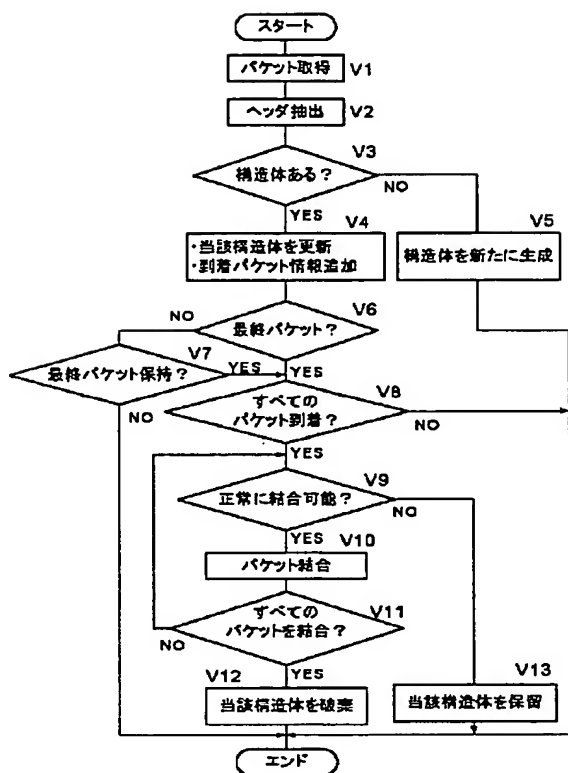 スタート
パケット取得 V1
ヘッダ抽出 V2
V3
構造体ある?
NO
YES
V4
・当該構造体を更新
・到着パケット情報追加
V5
構造体を新たに生成
V6
NO
最終パケット?
YES
V7
最終パケット保持?
YES
NO
V8
すべての
パケット到着?
NO
YES
V9
正常に結合可能?
NO
YES
V10
パケット結合
V11
すべての
パケットを結合?
NO
YES
V12
当該構造体を破棄
V13
当該構造体を保留
エンド